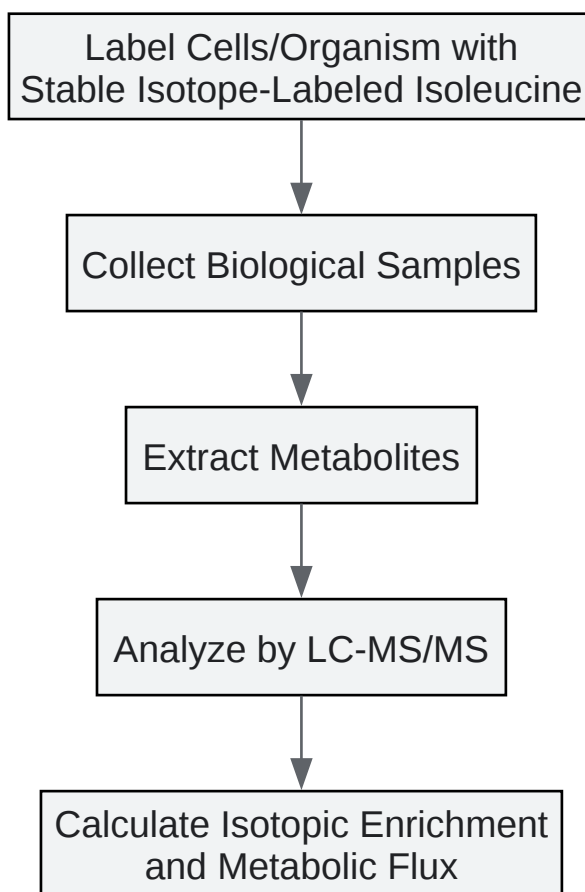 Label Cells/Organism with
Stable Isotope-Labeled Isoleucine
Collect Biological Samples
Extract Metabolites
Analyze by LC-MS/MS
Calculate Isotopic Enrichment
and Metabolic Flux